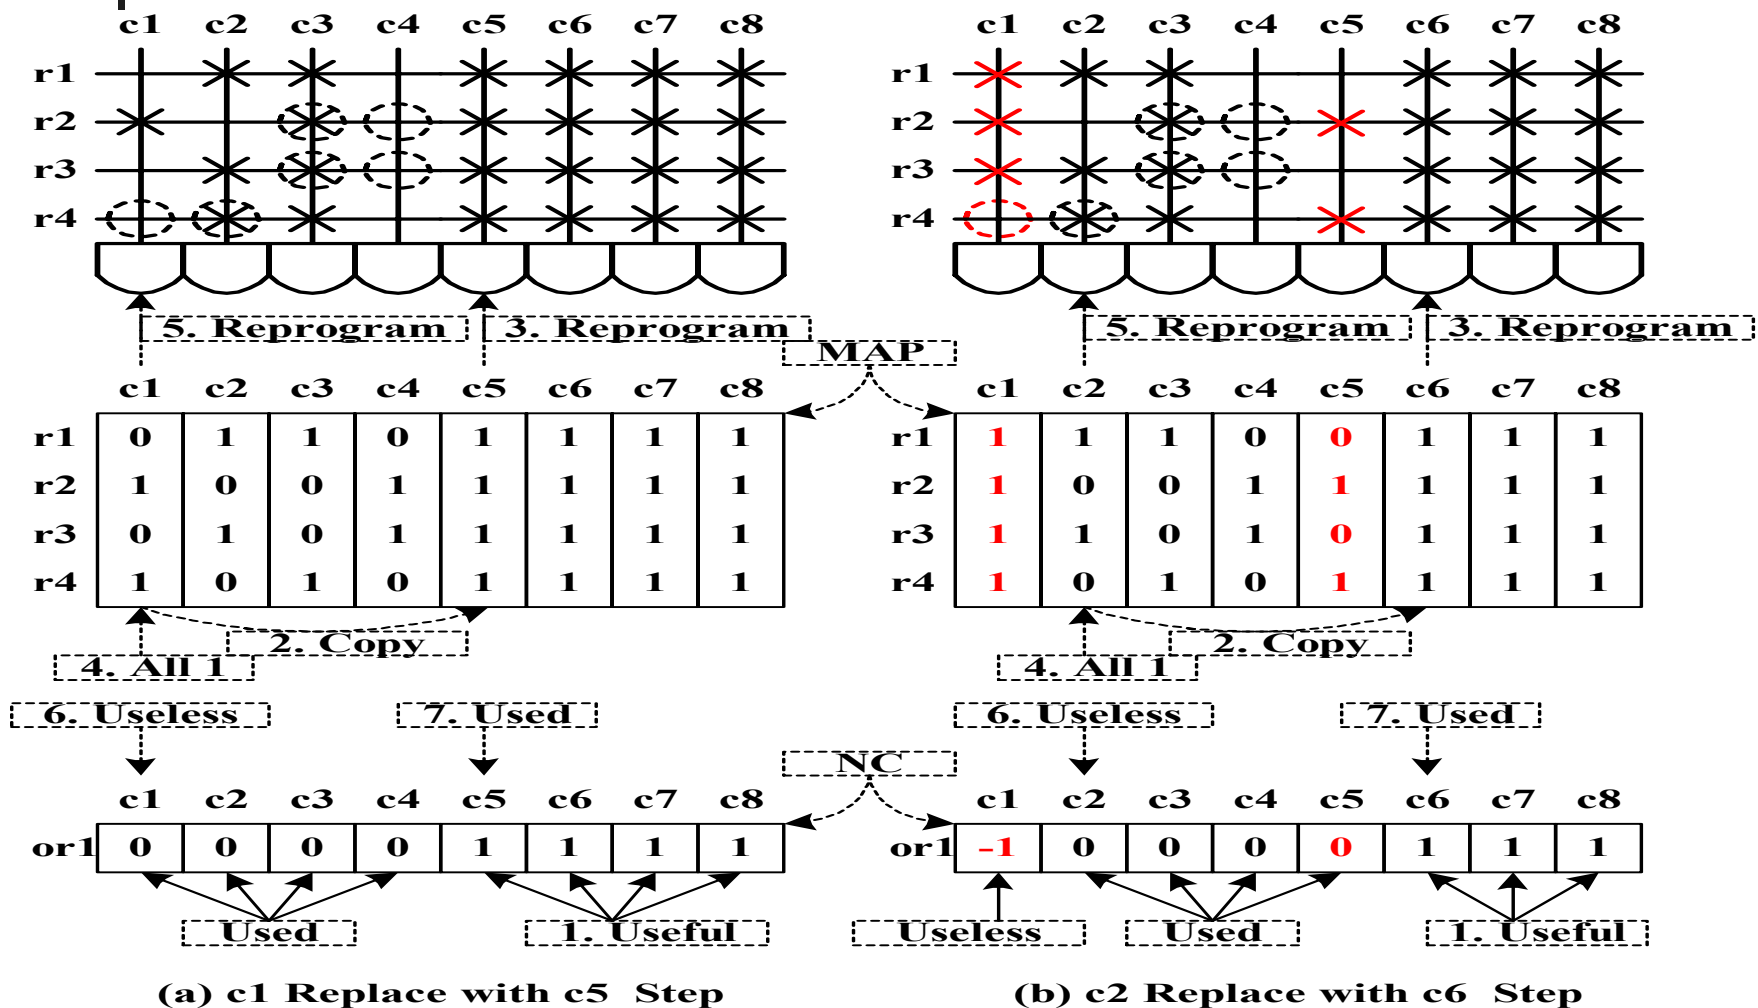 c1 c2 c3 c4 c5 c6 c7 c8 c1 c2 c3 c4 c5 c6 c7 c8
r1 r1
r2 r2
r3 r3
r4 r4
5. Reprogram 3. Reprogram 5. Reprogram 3. Reprogram
MAP
c1 c2 c3 c4 c5 c6 c7 c8 c1 c2 c3 c4 c5 c6 c7 c8
r1 0 1 1 0 1 1 1 1 r1 1 1 1 0 0 1 1 1
r2 1 0 0 1 1 1 1 1 r2 1 0 0 1 1 1 1 1
r3 0 1 0 1 1 1 1 1 r3 1 1 0 1 0 1 1 1
r4 1 0 1 0 1 1 1 1 r4 1 0 1 0 1 1 1 1
2. Copy 2. Copy
4. All 1 4. All 1
6. Useless 7. Used 6. Useless 7. Used
NC
c1 c2 c3 c4 c5 c6 c7 c8 c1 c2 c3 c4 c5 c6 c7 c8
or1 0 0 0 0 1 1 1 1 or1 -1 0 0 0 0 1 1 1
Used 1. Useful Useless Used 1. Useful
(a) c1 Replace with c5 Step (b) c2 Replace with c6 Step